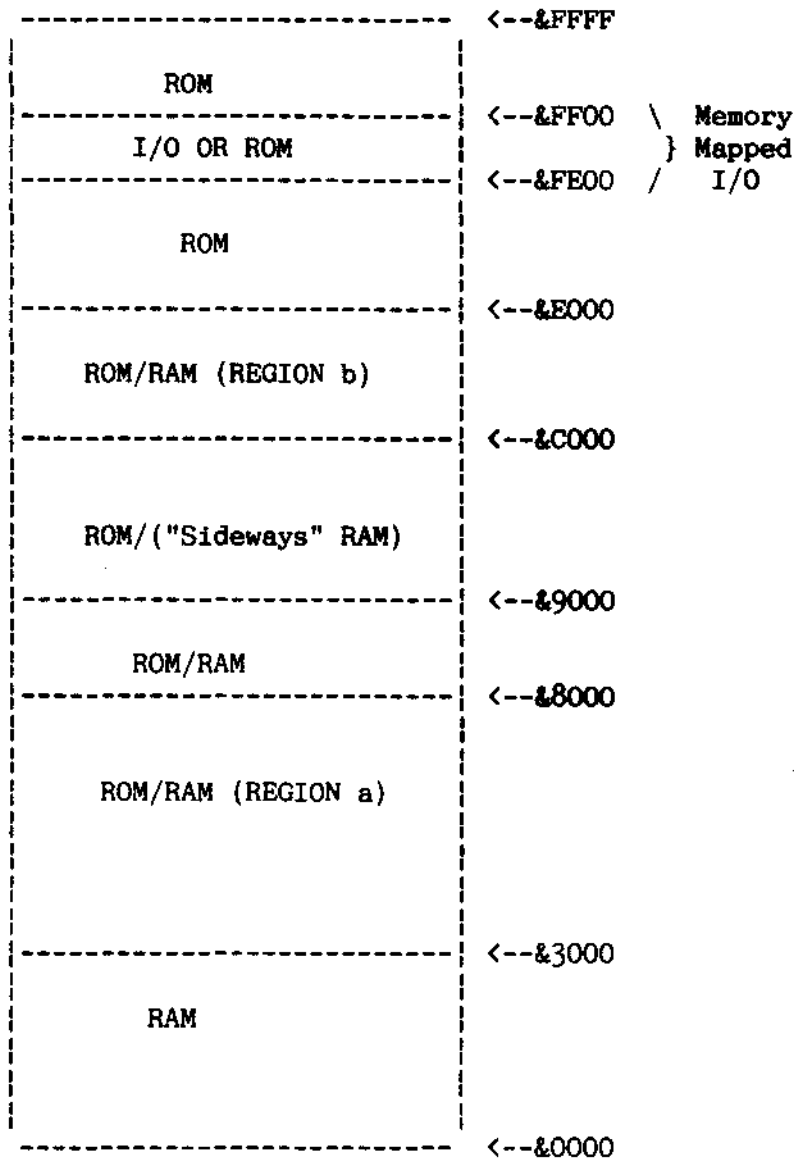 <--&FFFF
ROM
<--&FF00 \ Memory
I/O OR ROM } Mapped
<--&FE00 / I/O
ROM
<--&E000
ROM/RAM (REGION b)
<--&C000
ROM/("Sideways" RAM)
<--&9000
ROM/RAM
<--&8000
ROM/RAM (REGION a)
<--&3000
RAM
<--&0000